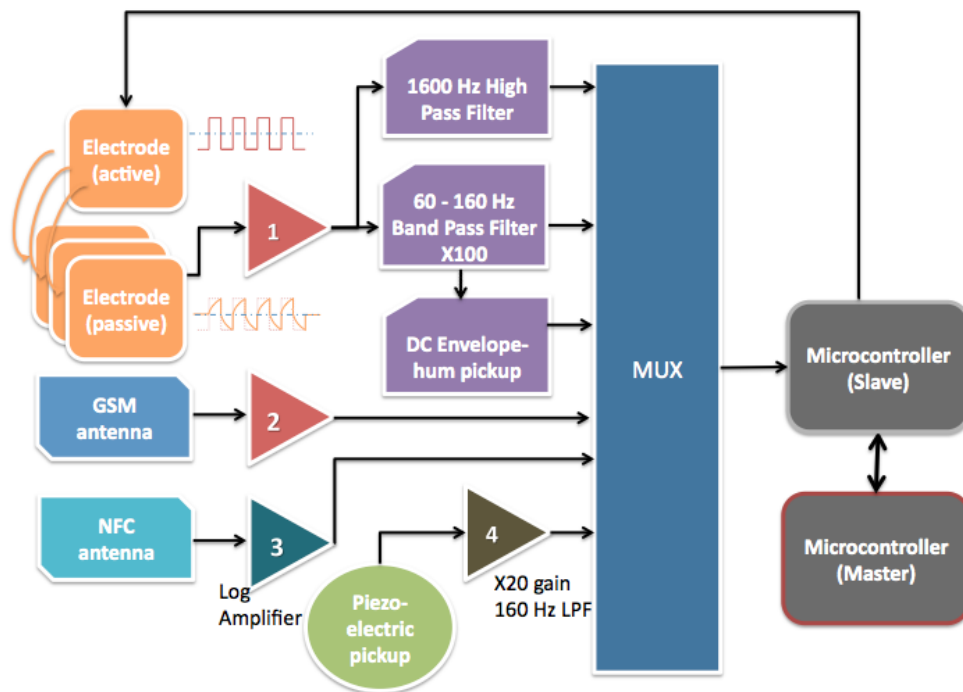 Electrode
(active)
1600 Hz High
Pass Filter
60 - 160 Hz
Band Pass Filter
X100
1
Electrode
(passive)
DC Envelope-
hum pickup
MUX
Microcontroller
(Slave)
GSM
antenna
2
NFC
antenna
3
Log
Amplifier
4
X20 gain
160 Hz LPF
Piezo-
electric
pickup
Microcontroller
(Master)